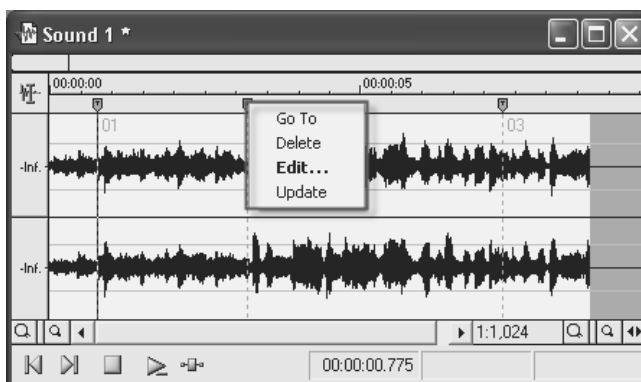 Sound 1 *
00:00:00 00:00:05
01 03
Go To
Delete
Edit...
Update
-Inf.
-Inf.
1:1,024
00:00:00.775